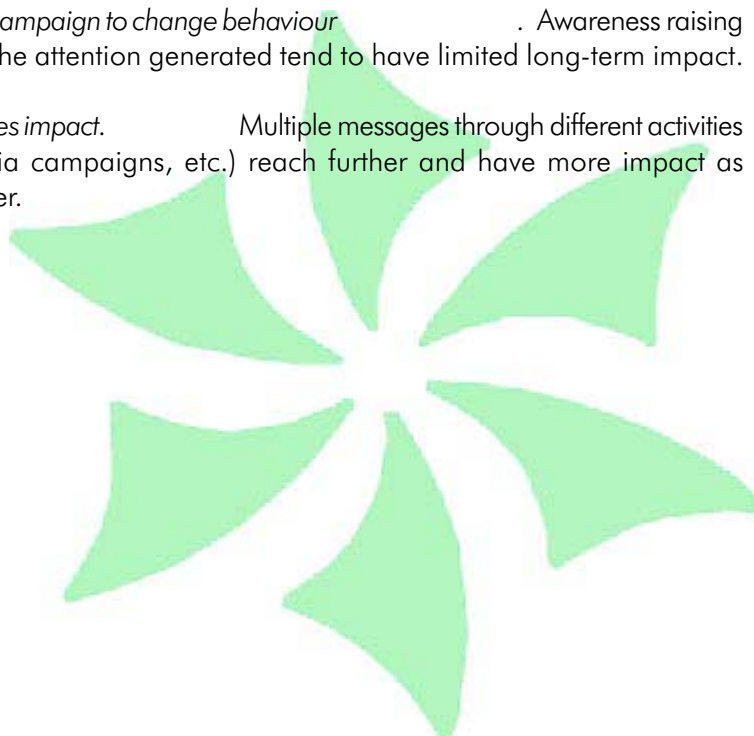 ampaign to change behaviour . Awareness raising
he attention generated tend to have limited long-term impact.
es impact. Multiple messages through different activities
ia campaigns, etc.) reach further and have more impact as
er.